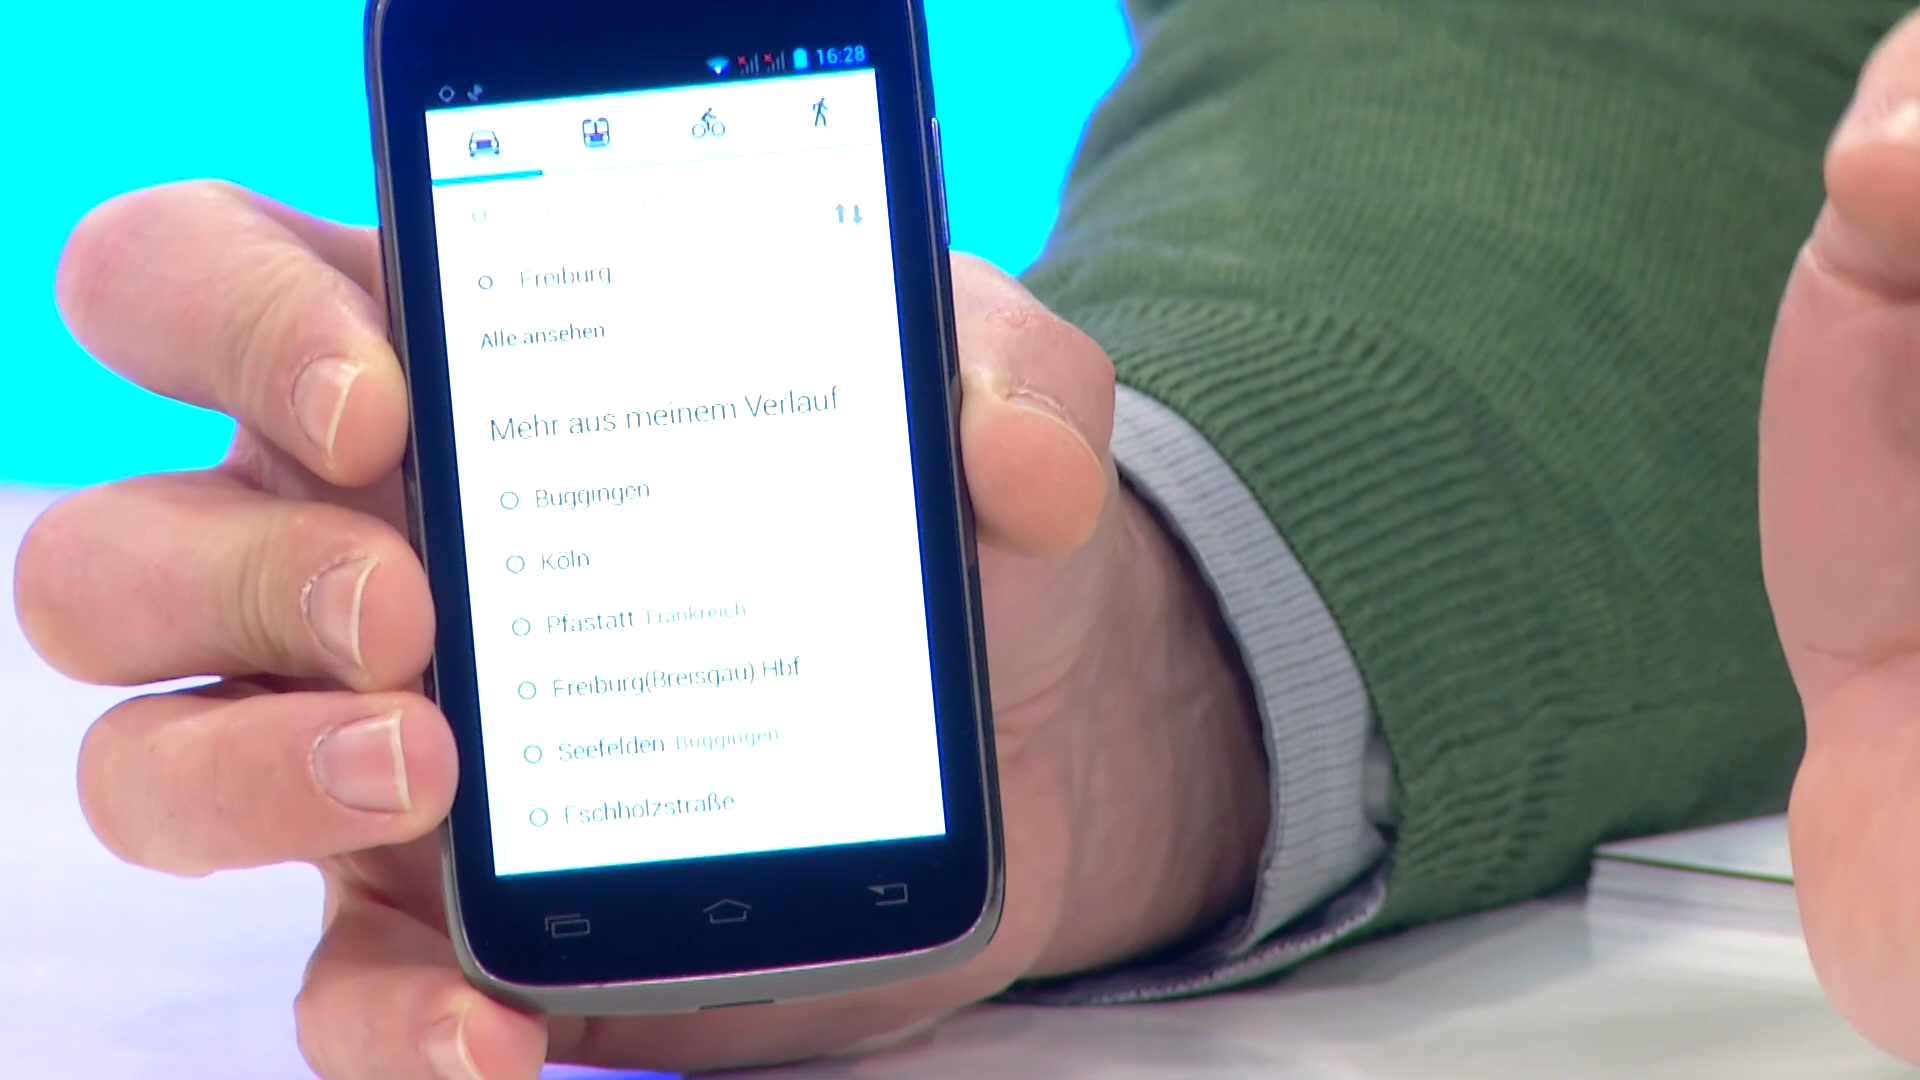 16:28
Freiburg
Alle ansehen
Mehr aus meinem Verlauf
Buggingen
Köln
Pfastatt Frankreich
Freiburg(Breisgau) Hbf
Seefelden Buggingen
Eschholzstraße